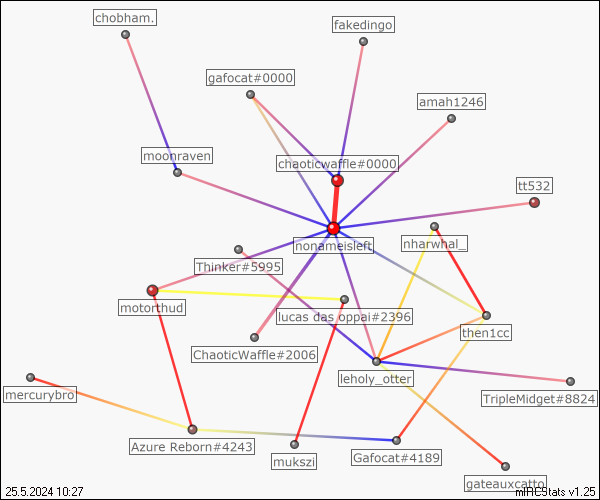 chobham.
fakedingo
gafocat#0000
amah1246
moonraven
chaoticwaffle#0000
tt532
nonameisleft
nharwhal_
Thinker#5995
motorthud
lucas das oppai#2396
then1cc
ChaoticWaffle#2006
leholy_otter
mercurybro
TripleMidget#8824
Azure Reborn#4243
mukszi
Gafocat#4189
gateauxcatto
25.5.2024 10:27
mIRCStats v1.25